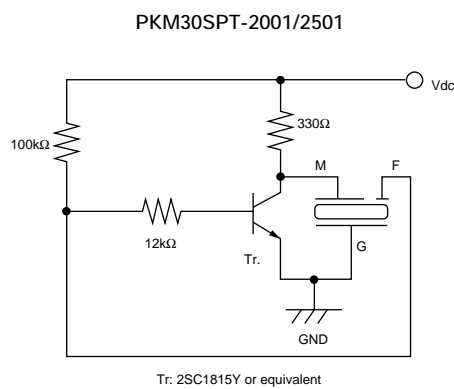 PKM30SPT-2001/2501
Vdc
100kΩ
330Ω
M
F
12kΩ
Tr.
G
GND
Tr: 2SC1815Y or equivalent